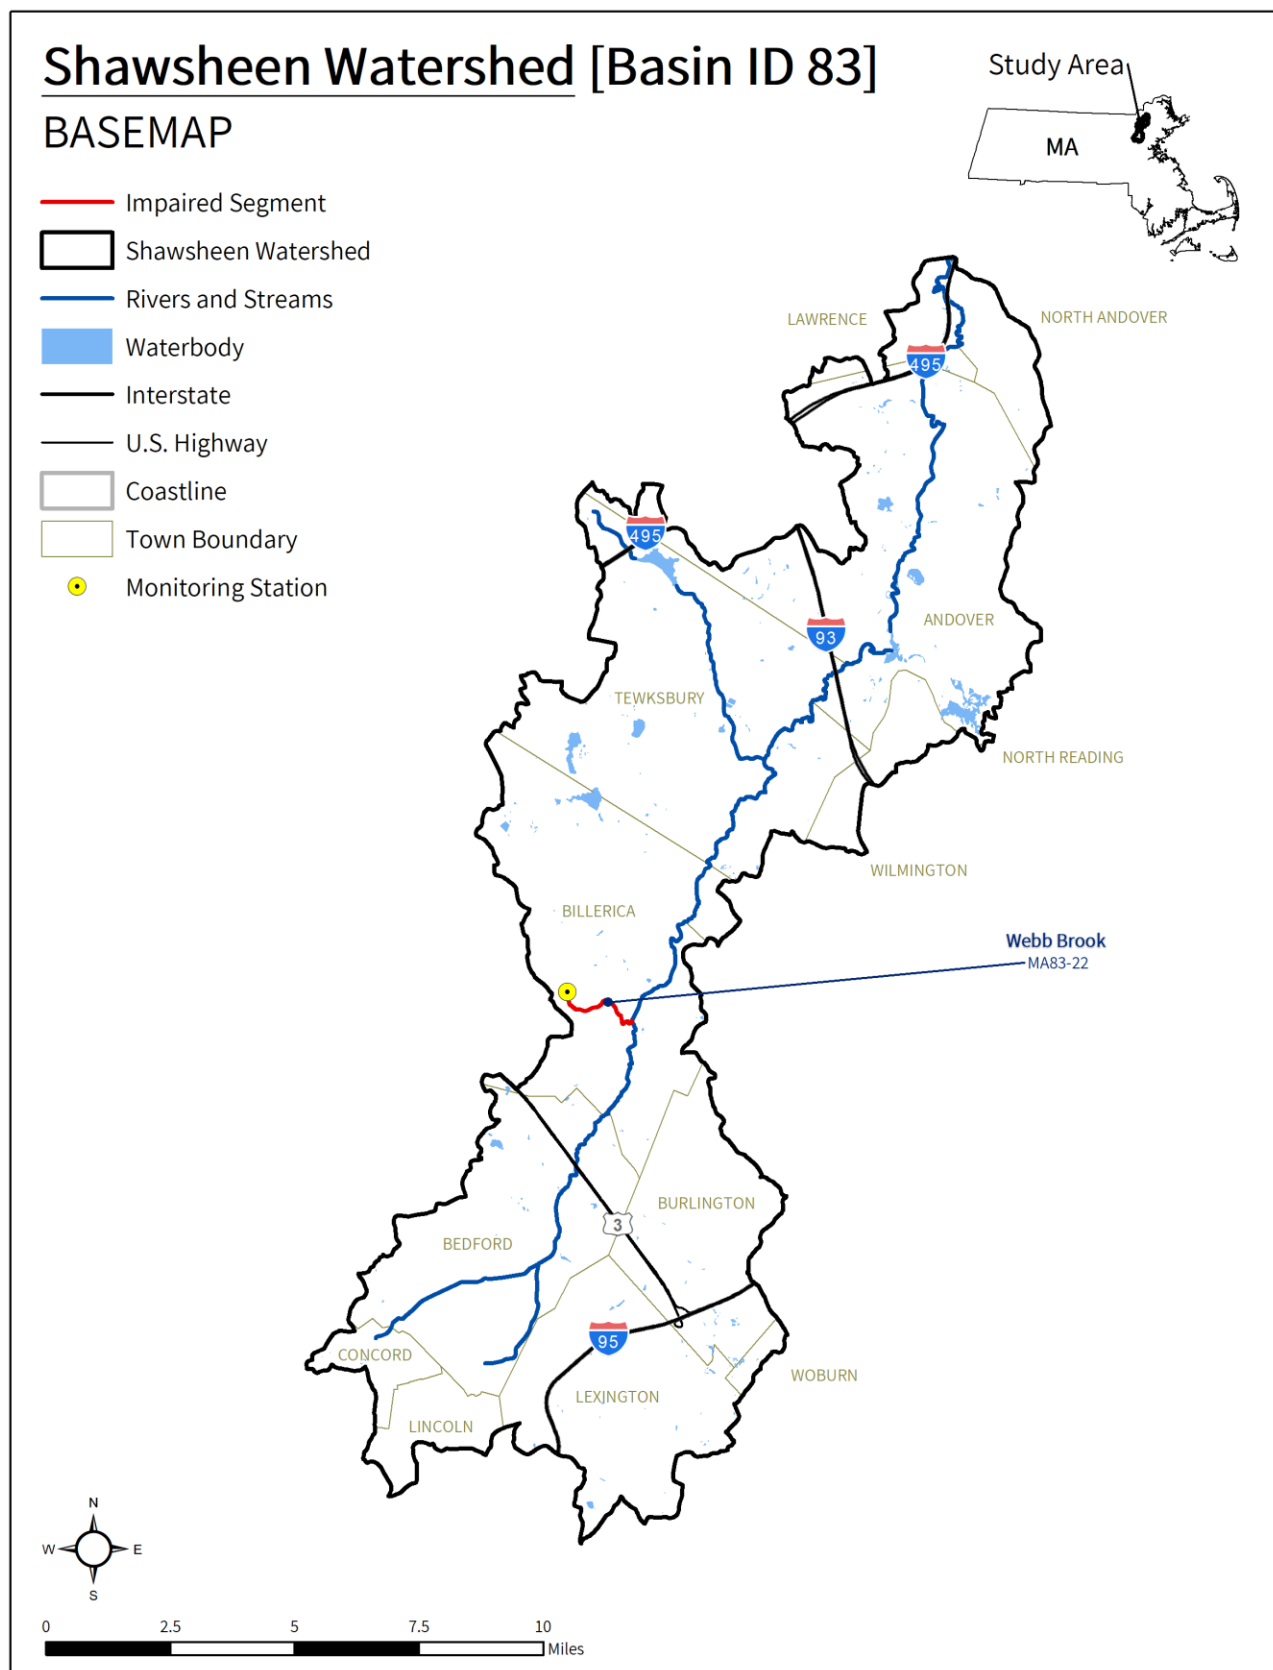 Shawsheen Watershed [Basin ID 83]
BASEMAP
Study Area
MA
Impaired Segment
Shawsheen Watershed
Rivers and Streams
Waterbody
Interstate
U.S. Highway
Coastline
Town Boundary
Monitoring Station
LAWRENCE
NORTH ANDOVER
495
495
93
ANDOVER
TEWKSBURY
NORTH READING
WILMINGTON
BILLERICA
Webb Brook
MA83-22
BURLINGTON
3
BEDFORD
95
CONCORD
WOBURN
LEXINGTON
LINCOLN
N
W
E
S
0 2.5 5 7.5 10
Miles